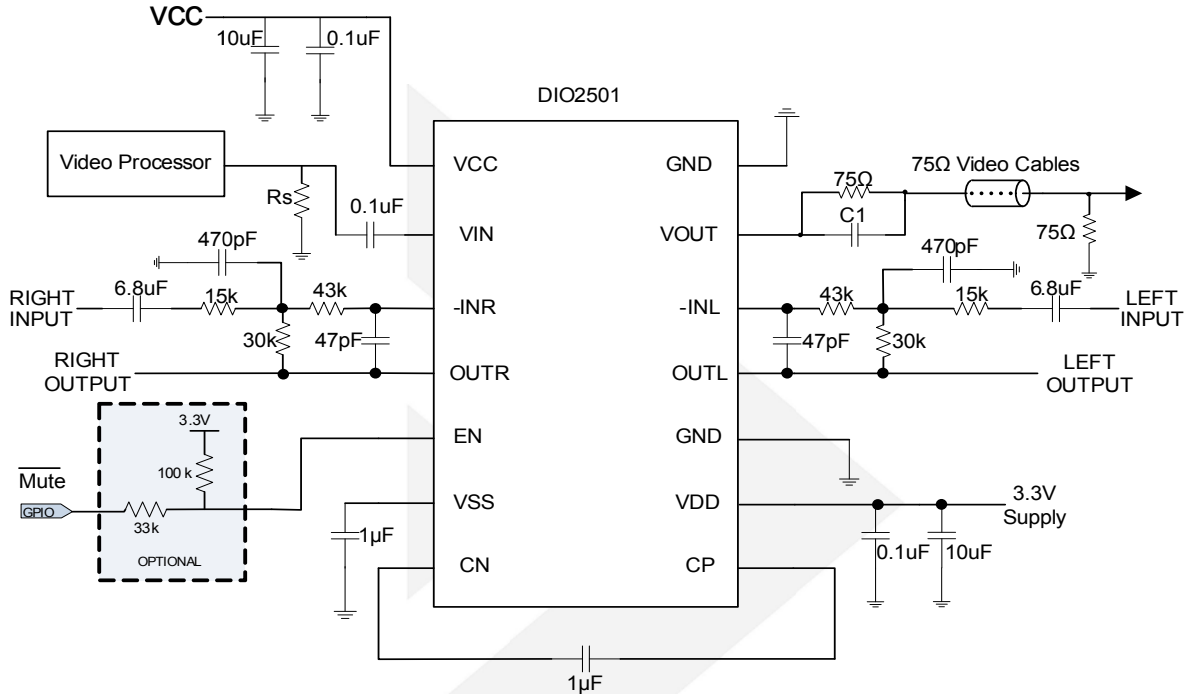 VCC
10uF
0.1uF
DIO2501
Video Processor
Rs
0.1uF
470pF
6.8uF
RIGHT
INPUT
15k
43k
30k
47pF
RIGHT
OUTPUT
3.3V
100 k
Mute
GPIO
33k
OPTIONAL
1µF
VCC
VIN
-INR
OUTR
EN
VSS
CN
GND
VOUT
-INL
OUTL
GND
VDD
CP
75Ω Video Cables
75Ω
C1
75Ω
470pF
43k
15k
6.8uF
LEFT
INPUT
47pF
30k
LEFT
OUTPUT
3.3V
Supply
0.1uF
10uF
1µF